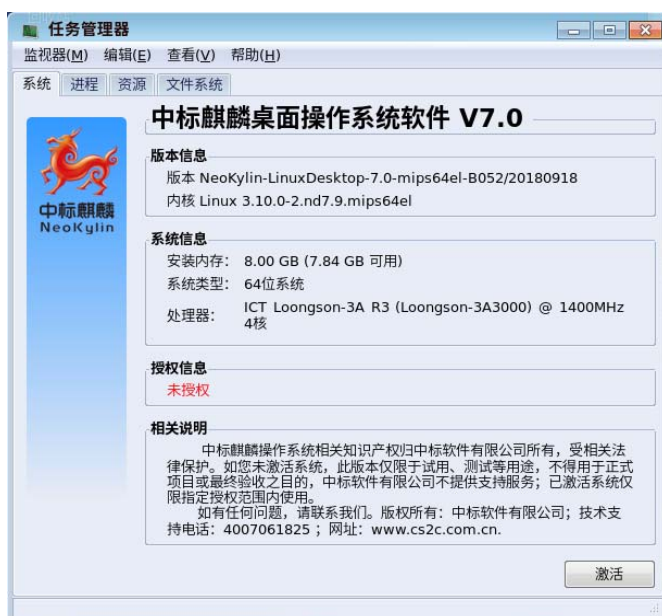 任务管理器
监视器(M) 编辑(E) 查看(V) 帮助(H)
系统 进程 资源 文件系统
中标麒麟
NeoKylin
中标麒麟桌面操作系统软件 V7.0
版本信息
版本 NeoKylin-LinuxDesktop-7.0-mips64el-B052/20180918
内核 Linux 3.10.0-2.nd7.9.mips64el
系统信息
安装内存： 8.00 GB (7.84 GB 可用)
系统类型： 64位系统
处理器： ICT Loongson-3A R3 (Loongson-3A3000) @ 1400MHz
4核
授权信息
未授权
相关说明
中标麒麟操作系统相关知识产权归中标软件有限公司所有，受相关法
律保护。如您未激活系统，此版本仅限于试用、测试等用途，不得用于正式
项目或最终验收之目的，中标软件有限公司不提供支持服务；已激活系统仅
限指定授权范围内使用。
如有任何问题，请联系我们。版权所有：中标软件有限公司；技术支
持电话：4007061825；网址：www.cs2c.com.cn.
激活